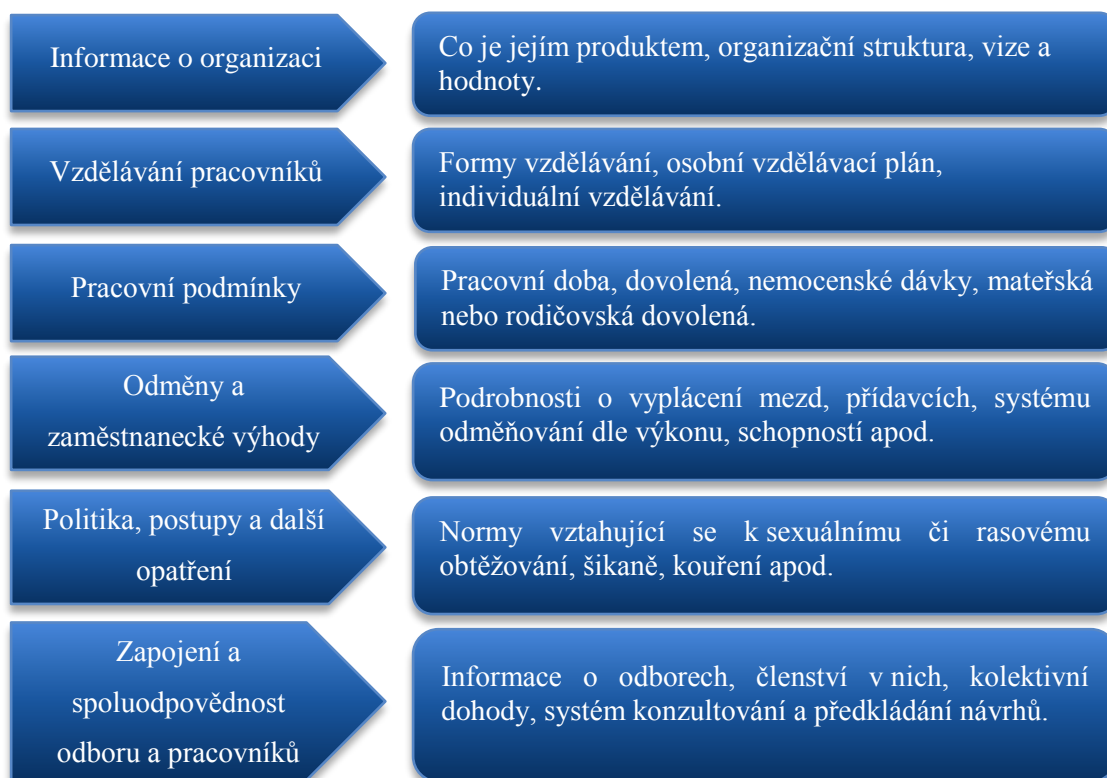 Informace o organizaci
Co je jejím produktem, organizační struktura, vize a
hodnoty.
Vzdělávání pracovníků
Formy vzdělávání, osobní vzdělávací plán,
individuální vzdělávání.
Pracovní podmínky
Pracovní doba, dovolená, nemocenské dávky, mateřská
nebo rodičovská dovolená.
Odměny a
zaměstnanecké výhody
Podrobnosti o vyplácení mezd, přídavcích, systému
odměňování dle výkonu, schopností apod.
Politika, postupy a další
opatření
Normy vztahující se k sexuálnímu či rasovému
obtěžování, šikaně, kouření apod.
Zapojení a
spoluodpovědnost
odboru a pracovníků
Informace o odborech, členství v nich, kolektivní
dohody, systém konzultování a předkládání návrhů.